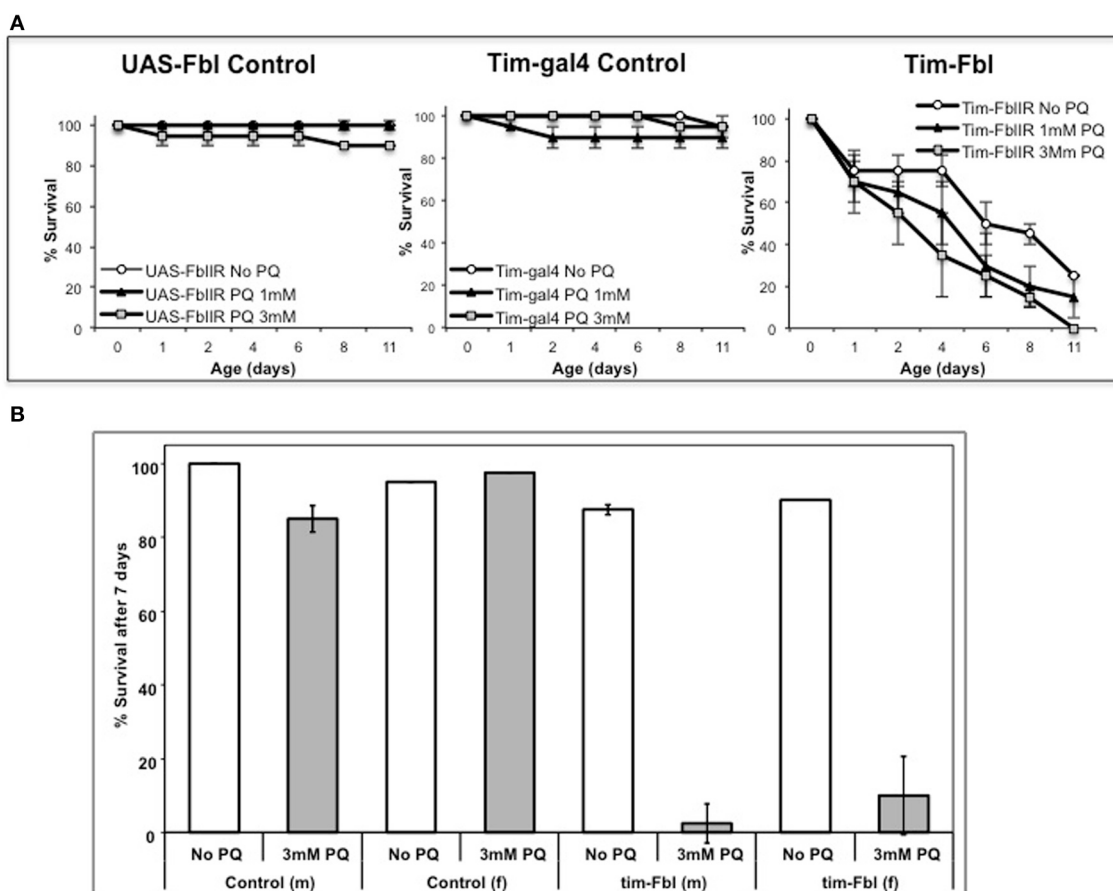 A
UAS-Fbl Control
Tim-gal4 Control
Tim-Fbl
% Survival
100
80
60
40
20
0
UAS-FblIR No PQ
UAS-FblIR PQ 1mM
UAS-FblIR PQ 3mM
0 1 2 4 6 8 11
Age (days)
% Survival
100
80
60
40
20
0
Tim-gal4 No PQ
Tim-gal4 PQ 1mM
Tim-gal4 PQ 3mM
0 1 2 4 6 8 11
Age (days)
% Survival
100
80
60
40
20
0
Tim-FblIR No PQ
Tim-FblIR 1mM PQ
Tim-FblIR 3Mm PQ
0 1 2 4 6 8 11
Age (days)
B
% Survival after 7 days
100
80
60
40
20
0
No PQ 3mM PQ No PQ 3mM PQ No PQ 3mM PQ No PQ 3mM PQ
Control (m) Control (f) tim-Fbl (m) tim-Fbl (f)